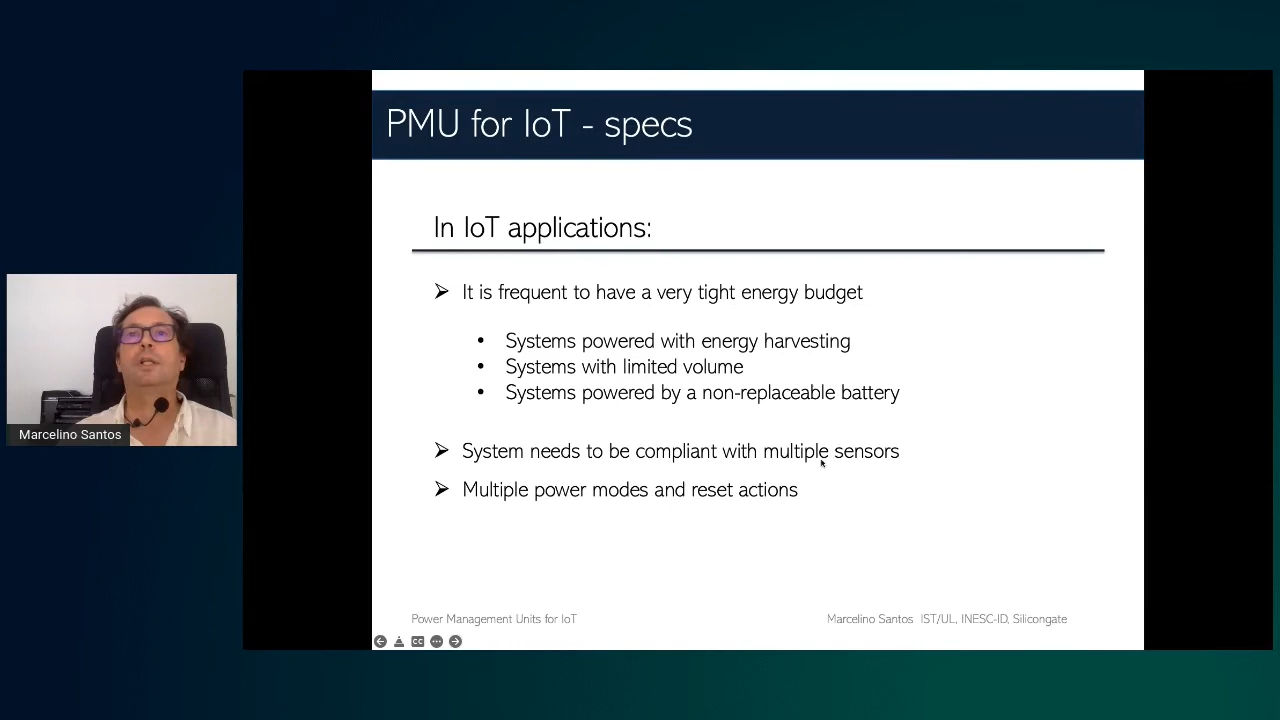 PMU for IoT - specs
In IoT applications:
➢ It is frequent to have a very tight energy budget
• Systems powered with energy harvesting
• Systems with limited volume
• Systems powered by a non-replaceable battery
➢ System needs to be compliant with multiple sensors
➢ Multiple power modes and reset actions
Marcelino Santos
Power Management Units for IoT
Marcelino Santos IST/UL, INESC-ID, Silicongate
CC